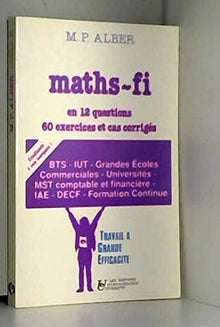 M.P. ALBER
M.P. ALBER
maths~fi
en 12 questions
60 exercices et cas corrigés
BTS - IUT - Grandes Écoles
Commerciales - Universités -
MST comptable et financière -
IAE - DECF - Formation Continue
TRAVAIL A
GRANDE
EFFICACITE